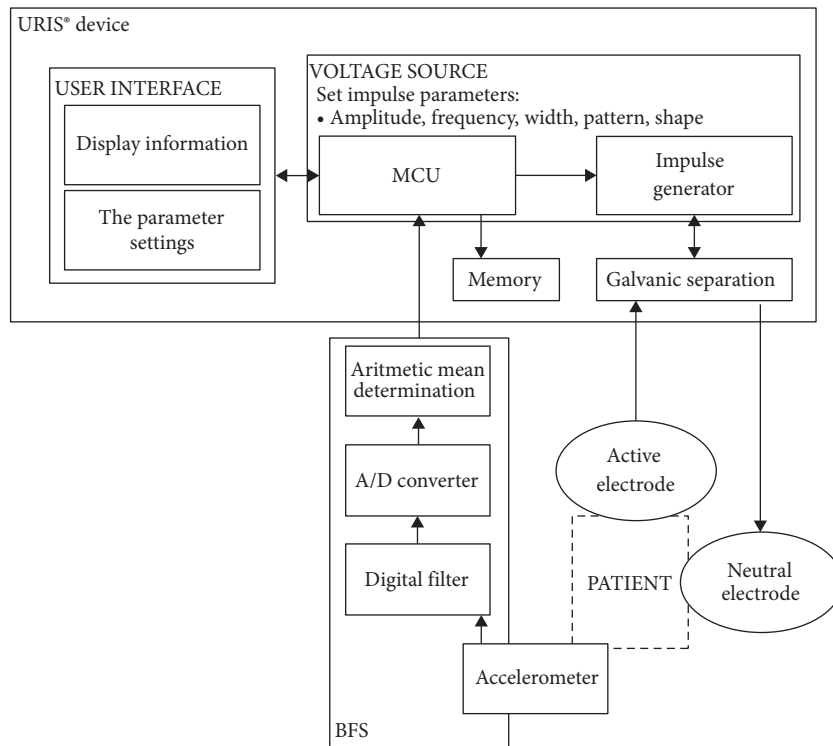 URIS® device
USER INTERFACE
Display information
The parameter
settings
VOLTAGE SOURCE
Set impulse parameters:
• Amplitude, frequency, width, pattern, shape
MCU
Impulse
generator
Memory
Galvanic separation
Aritmetic mean
determination
A/D converter
Digital filter
Accelerometer
BFS
Active
electrode
PATIENT
Neutral
electrode